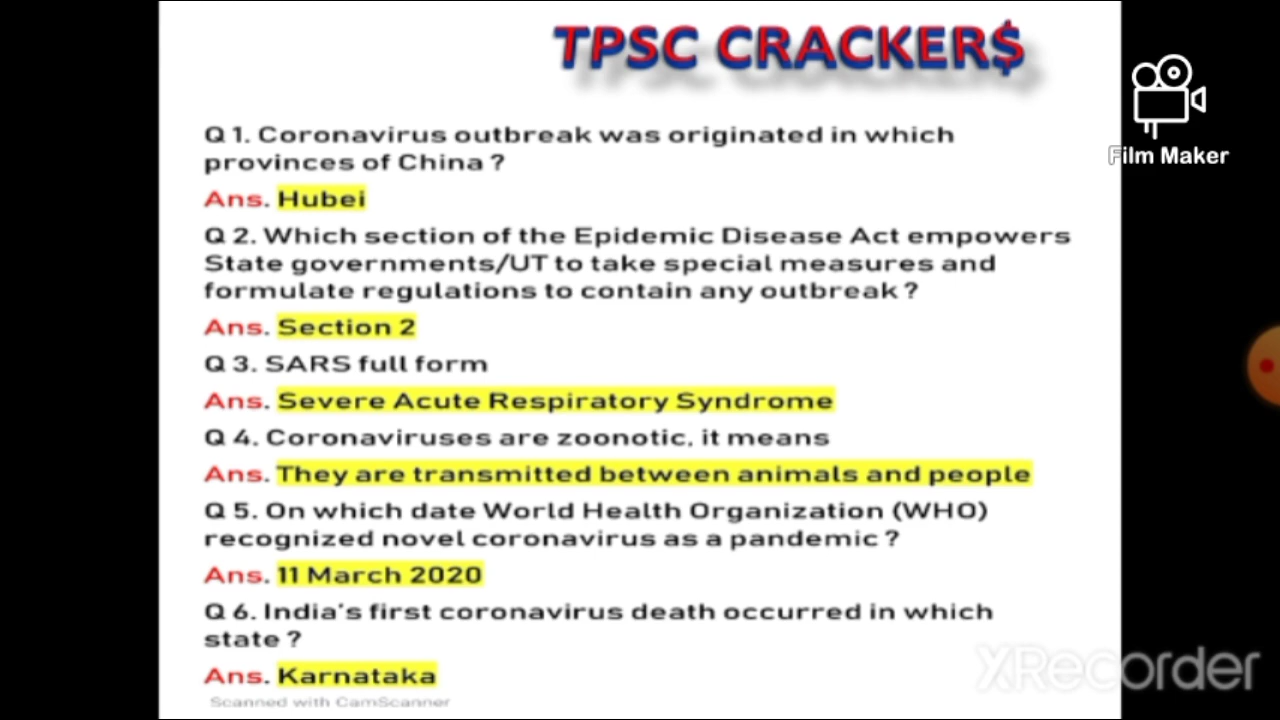 TPSC CRACKER$
Film Maker
Q 1. Coronavirus outbreak was originated in which
provinces of China ?
Ans. Hubei
Q 2. Which section of the Epidemic Disease Act empowers
State governments/UT to take special measures and
formulate regulations to contain any outbreak ?
Ans. Section 2
Q 3. SARS full form
Ans. Severe Acute Respiratory Syndrome
Q 4. Coronaviruses are zoonotic, it means
Ans. They are transmitted between animals and people
Q 5. On which date World Health Organization (WHO)
recognized novel coronavirus as a pandemic ?
Ans. 11 March 2020
Q 6. India's first coronavirus death occurred in which
state ?
Ans. Karnataka
Scanned with CamScanner
XRecorder